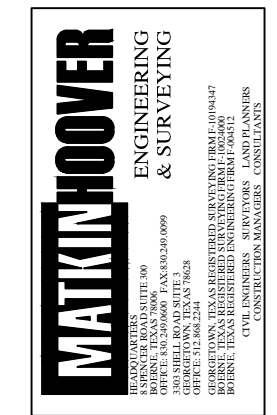 MATKINHOOVER
ENGINEERING
& SURVEYING
HEADQUARTERS
8 SPENCER ROAD SUITE 300
BOERNE, TEXAS 78006
OFFICE: 830.249.0600 FAX:830.249.0099
3303 SHELL ROAD SUITE 3
GEORGETOWN, TEXAS 78628
OFFICE: 512.868.2244
GEORGETOWN, TEXAS REGISTERED SURVEYING FIRM F-10194347
BOERNE, TEXAS REGISTERED SURVEYING FIRM F-10024000
BOERNE, TEXAS REGISTERED ENGINEERING FIRM F-004512
CIVIL ENGINEERS SURVEYORS LAND PLANNERS
CONSTRUCTION MANAGERS CONSULTANTS